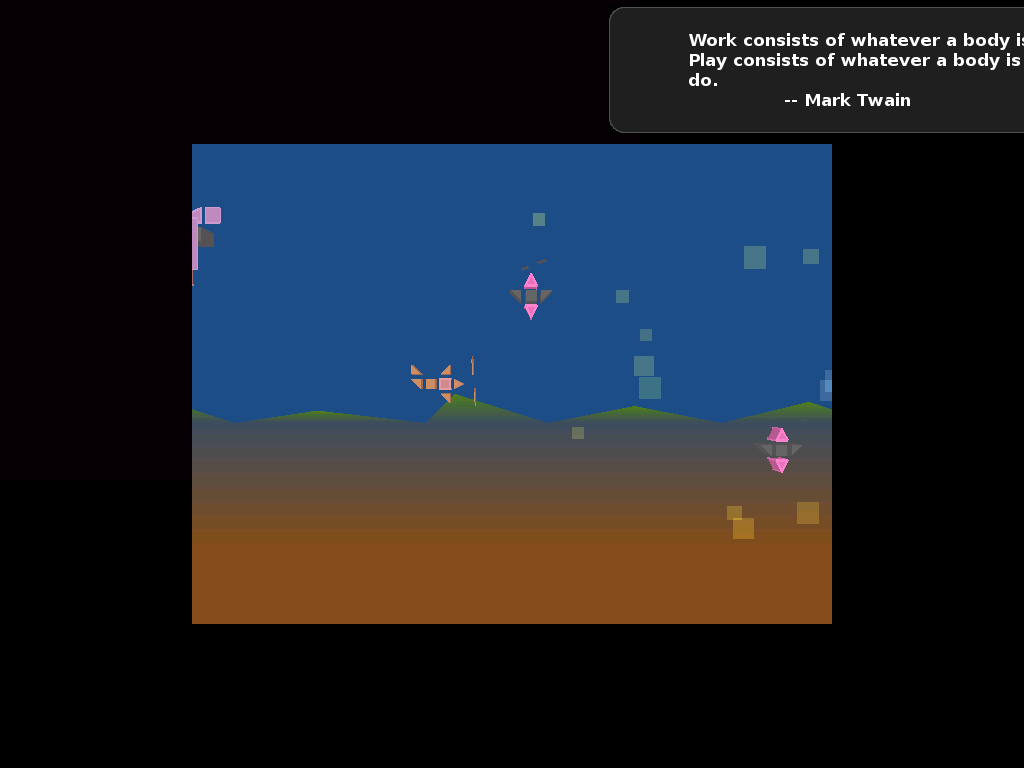 Work consists of whatever a body is
Play consists of whatever a body is
do.
-- Mark Twain